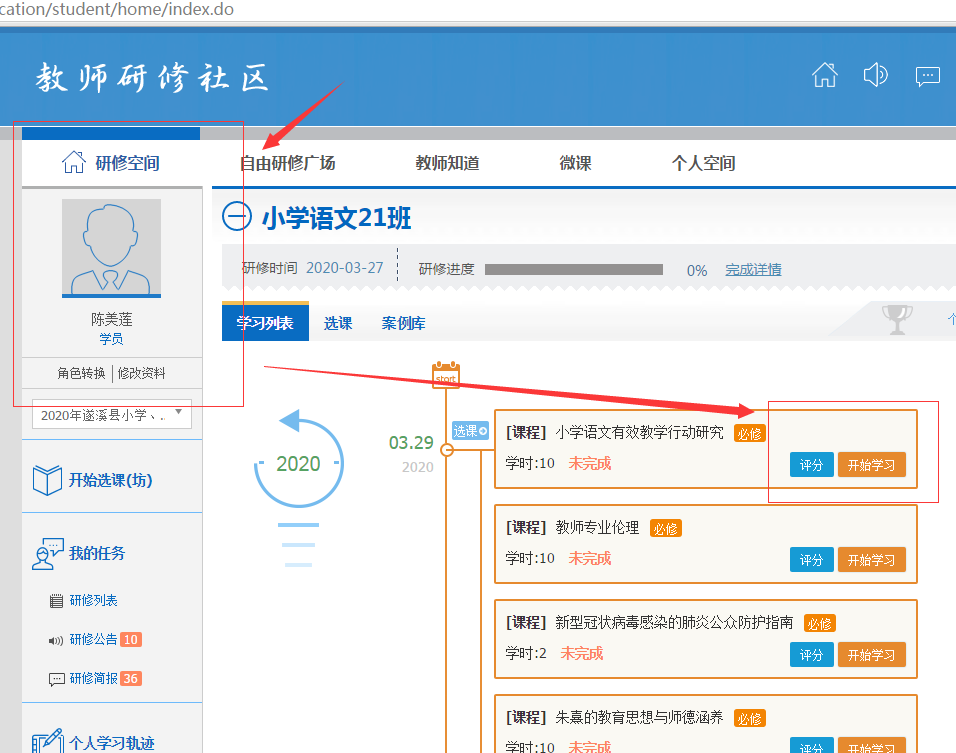 cation/student/home/index.do
教师研修社区
研修空间
自由研修广场
教师知道
微课
个人空间
陈美莲
学员
角色转换
修改资料
2020年遂溪县小学、..
开始选课(坊)
我的任务
研修列表
研修公告 10
研修简报 36
个人学习轨迹
小学语文21班
研修时间 2020-03-27
研修进度 0% 完成详情
学习列表 选课 案例库
start
2020
03.29
2020
选课
[课程] 小学语文有效教学行动研究 必修
学时:10 未完成 评分 开始学习
[课程] 教师专业伦理 必修
学时:10 未完成 评分 开始学习
[课程] 新型冠状病毒感染的肺炎公众防护指南 必修
学时:2 未完成 评分 开始学习
[课程] 朱熹的教育思想与师德涵养 必修
学时:10 未完成 评分 开始学习